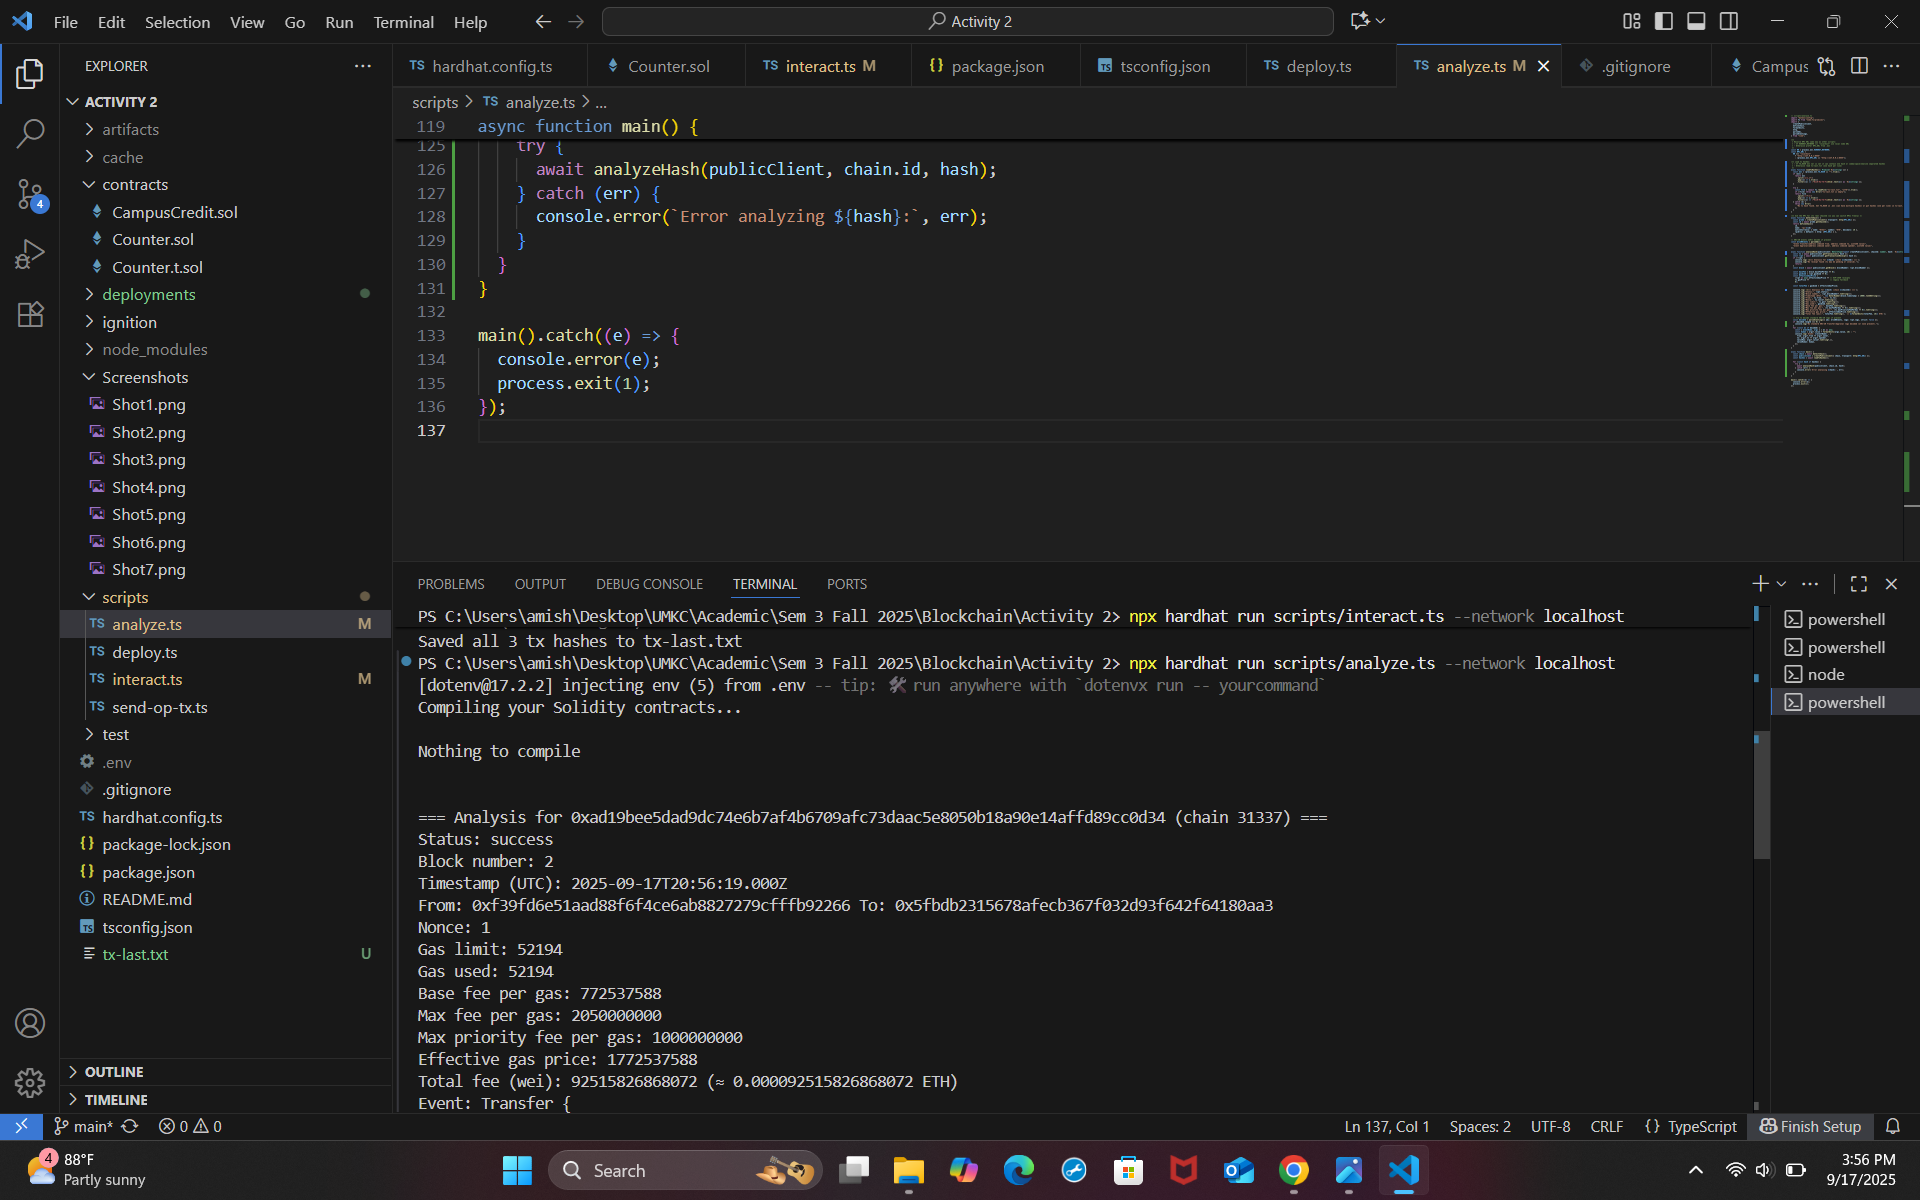 File Edit Selection View Go Run Terminal Help
Activity 2
EXPLORER
ACTIVITY 2
artifacts
cache
contracts
CampusCredit.sol
Counter.sol
Counter.t.sol
deployments
ignition
node_modules
Screenshots
Shot1.png
Shot2.png
Shot3.png
Shot4.png
Shot5.png
Shot6.png
Shot7.png
scripts
TS analyze.ts M
TS deploy.ts
TS interact.ts M
TS send-op-tx.ts
test
.env
.gitignore
TS hardhat.config.ts
{} package-lock.json
{} package.json
README.md
TS tsconfig.json
tx-last.txt U
OUTLINE
TIMELINE
4
TS hardhat.config.ts Counter.sol TS interact.ts M {} package.json TS tsconfig.json TS deploy.ts TS analyze.ts M .gitignore Campus
scripts > TS analyze.ts > ...
119 async function main() {
125 try {
126 await analyzeHash(publicClient, chain.id, hash);
127 } catch (err) {
128 console.error(`Error analyzing ${hash}:`, err);
129 }
130 }
131 }
132
133 main().catch((e) => {
134 console.error(e);
135 process.exit(1);
136 });
137
PROBLEMS OUTPUT DEBUG CONSOLE TERMINAL PORTS
PS C:\Users\amish\Desktop\UMKC\Academic\Sem 3 Fall 2025\Blockchain\Activity 2> npx hardhat run scripts/interact.ts --network localhost
Saved all 3 tx hashes to tx-last.txt
PS C:\Users\amish\Desktop\UMKC\Academic\Sem 3 Fall 2025\Blockchain\Activity 2> npx hardhat run scripts/analyze.ts --network localhost
[dotenv@17.2.2] injecting env (5) from .env -- tip: 🛠 run anywhere with `dotenvx run -- yourcommand`
Compiling your Solidity contracts...
Nothing to compile
=== Analysis for 0xad19bee5dad9dc74e6b7af4b6709afc73daac5e8050b18a90e14affd89cc0d34 (chain 31337) ===
Status: success
Block number: 2
Timestamp (UTC): 2025-09-17T20:56:19.000Z
From: 0xf39fd6e51aad88f6f4ce6ab8827279cfffb92266 To: 0x5fbdb2315678afecb367f032d93f642f64180aa3
Nonce: 1
Gas limit: 52194
Gas used: 52194
Base fee per gas: 772537588
Max fee per gas: 2050000000
Max priority fee per gas: 1000000000
Effective gas price: 1772537588
Total fee (wei): 92515826868072 (≈ 0.000092515826868072 ETH)
Event: Transfer {
powershell
powershell
node
powershell
main* 0 0 Ln 137, Col 1 Spaces: 2 UTF-8 CRLF {} TypeScript Finish Setup
4 88°F
Partly sunny
Search
3:56 PM
9/17/2025